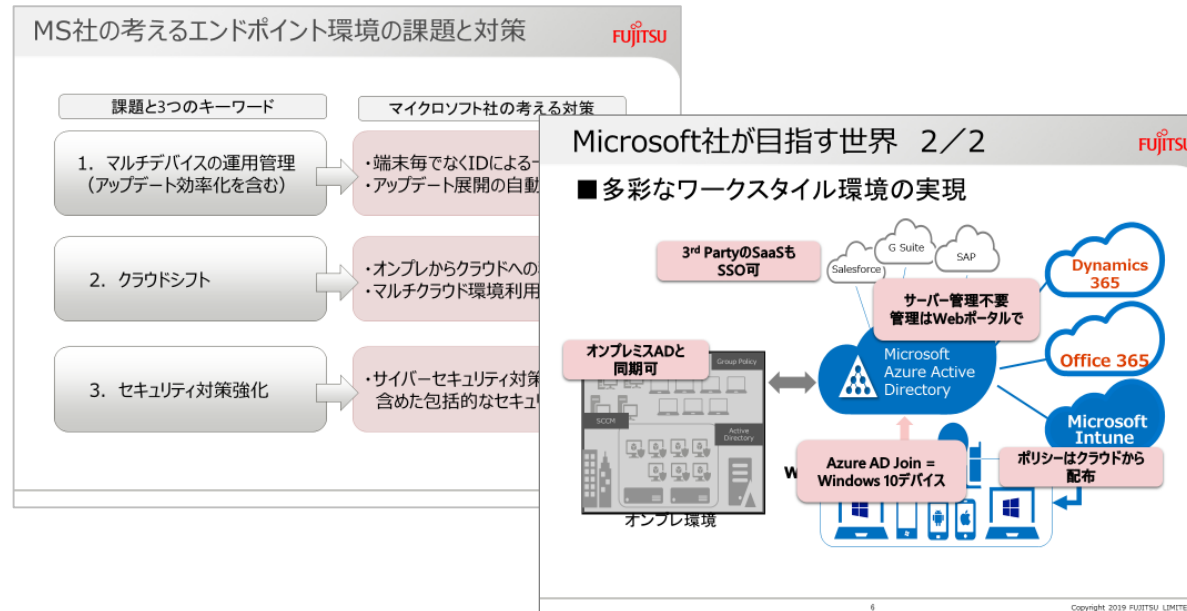 MS社の考えるエンドポイント環境の課題と対策
FUJITSU
課題と3つのキーワード
マイクロソフト社の考える対策
1. マルチデバイスの運用管理
(アップデート効率化を含む)
・端末毎でなくIDによる
・アップデート展開の自動
2. クラウドシフト
・オンプレからクラウドへの
・マルチクラウド環境利用
3. セキュリティ対策強化
・サイバーセキュリティ対策
含めた包括的なセキュ
Microsoft社が目指す世界 2/2
FUJITSU
■多彩なワークスタイル環境の実現
3rd PartyのSaaSも
SSO可
Salesforce
G Suite
SAP
Dynamics
365
サーバー管理不要
管理はWebポータルで
オンプレミスADと
同期可
Group Policy
Microsoft
Azure Active
Directory
Office 365
SCCM
Active
Directory
Microsoft
Intune
Azure AD Join =
Windows 10デバイス
ポリシーはクラウドから
配布
W
オンプレ環境
6
Copyright 2019 FUJITSU LIMITE